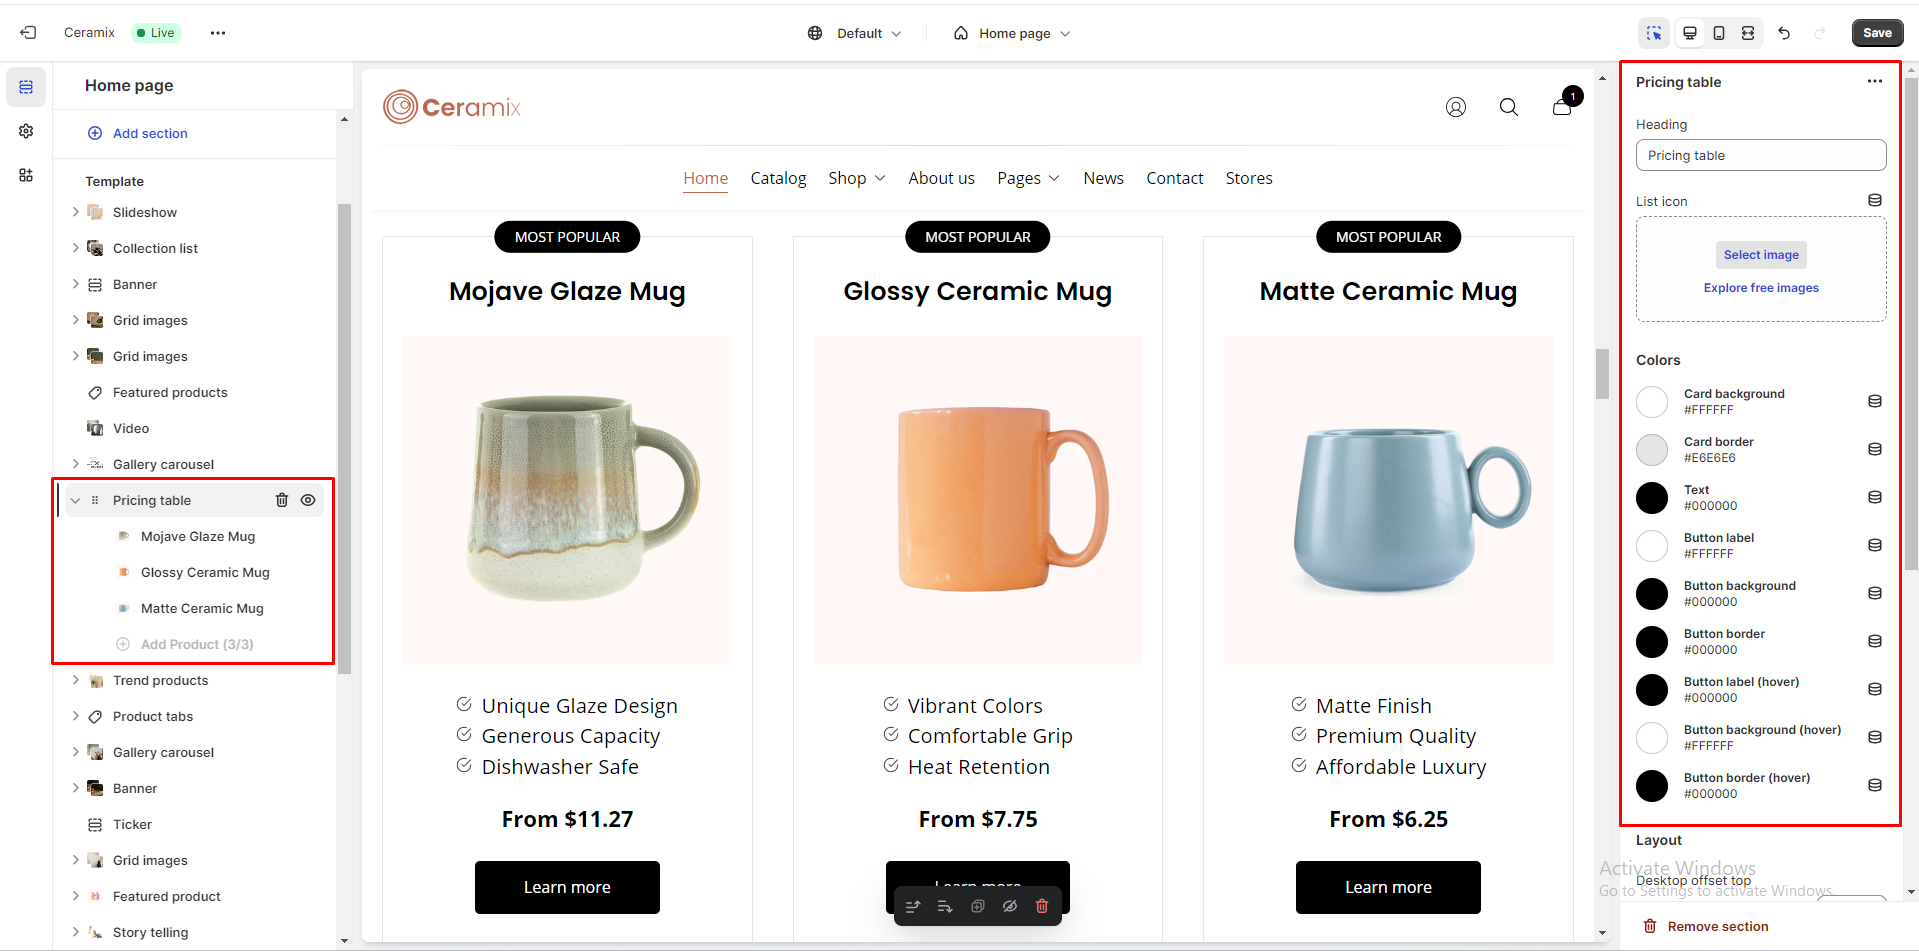 Ceramix
Live
Default
Home page
Save
Home page
Add section
Template
Slideshow
Collection list
Banner
Grid images
Grid images
Featured products
Video
Gallery carousel
Pricing table
Mojave Glaze Mug
Glossy Ceramic Mug
Matte Ceramic Mug
Add Product (3/3)
Trend products
Product tabs
Gallery carousel
Banner
Ticker
Grid images
Featured product
Story telling
Ceramix
1
Home Catalog Shop About us Pages News Contact Stores
MOST POPULAR
Mojave Glaze Mug
Unique Glaze Design
Generous Capacity
Dishwasher Safe
From $11.27
Learn more
MOST POPULAR
Glossy Ceramic Mug
Vibrant Colors
Comfortable Grip
Heat Retention
From $7.75
Learn more
MOST POPULAR
Matte Ceramic Mug
Matte Finish
Premium Quality
Affordable Luxury
From $6.25
Learn more
Pricing table
Heading
Pricing table
List icon
Select image
Explore free images
Colors
Card background
#FFFFFF
Card border
#E6E6E6
Text
#000000
Button label
#FFFFFF
Button background
#000000
Button border
#000000
Button label (hover)
#000000
Button background (hover)
#FFFFFF
Button border (hover)
#000000
Layout
Activate Windows
Desktop offset top
Go to Settings to activate Windows.
Remove section